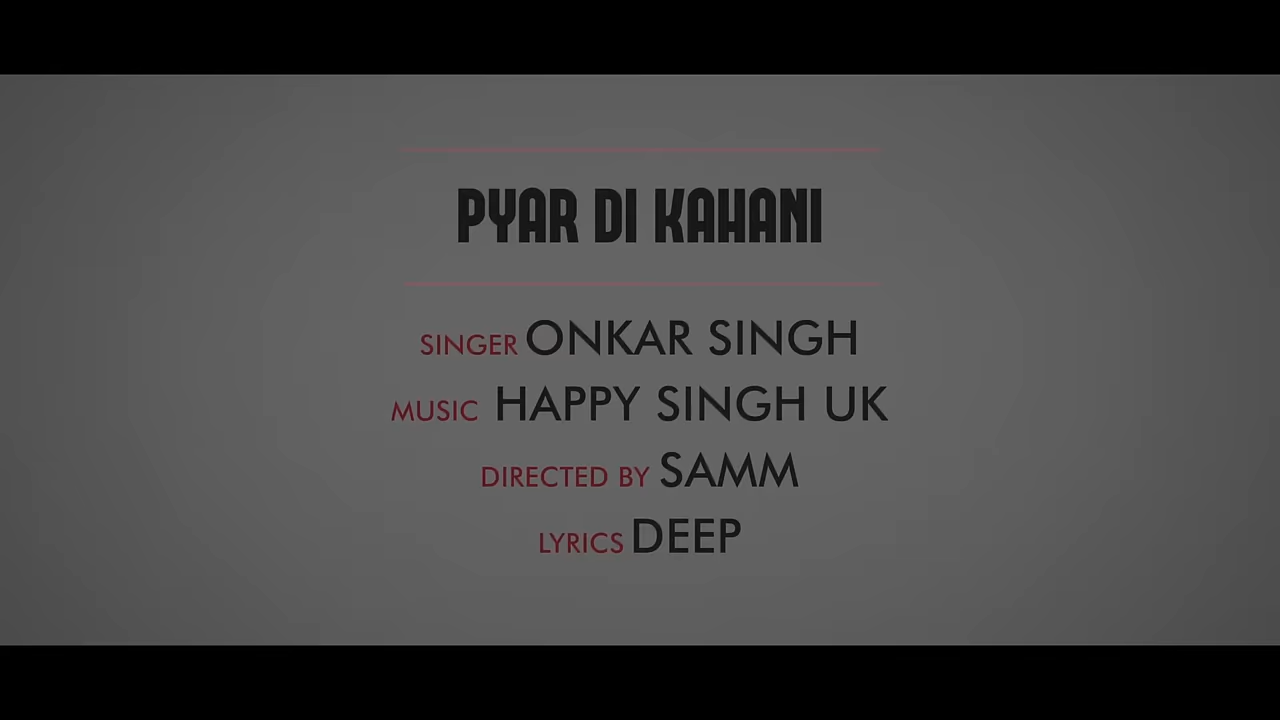 PYAR DI KAHANI
SINGER ONKAR SINGH
MUSIC HAPPY SINGH UK
DIRECTED BY SAMM
LYRICS DEEP